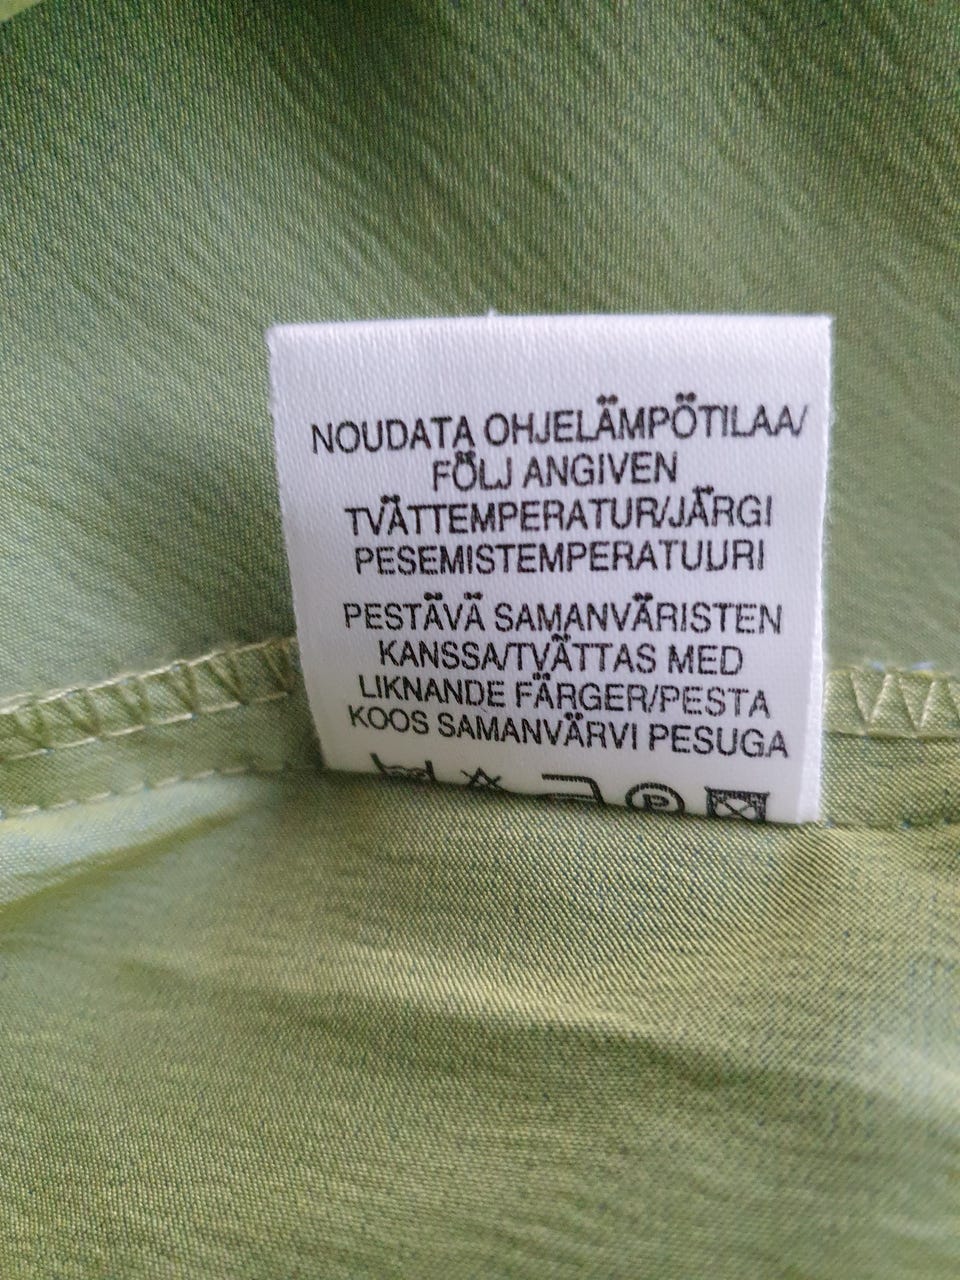 NOUDATA OHJELÄMPÖTILAA/
FÖLJ ANGIVEN
TVÄTTEMPERATUR/JÄRGI
PESEMISTEMPERATUURI
PESTÄVÄ SAMANVÄRISTEN
KANSSA/TVÄTTAS MED
LIKNANDE FÄRGER/PESTA
KOOS SAMANVÄRVI PESUGA
P